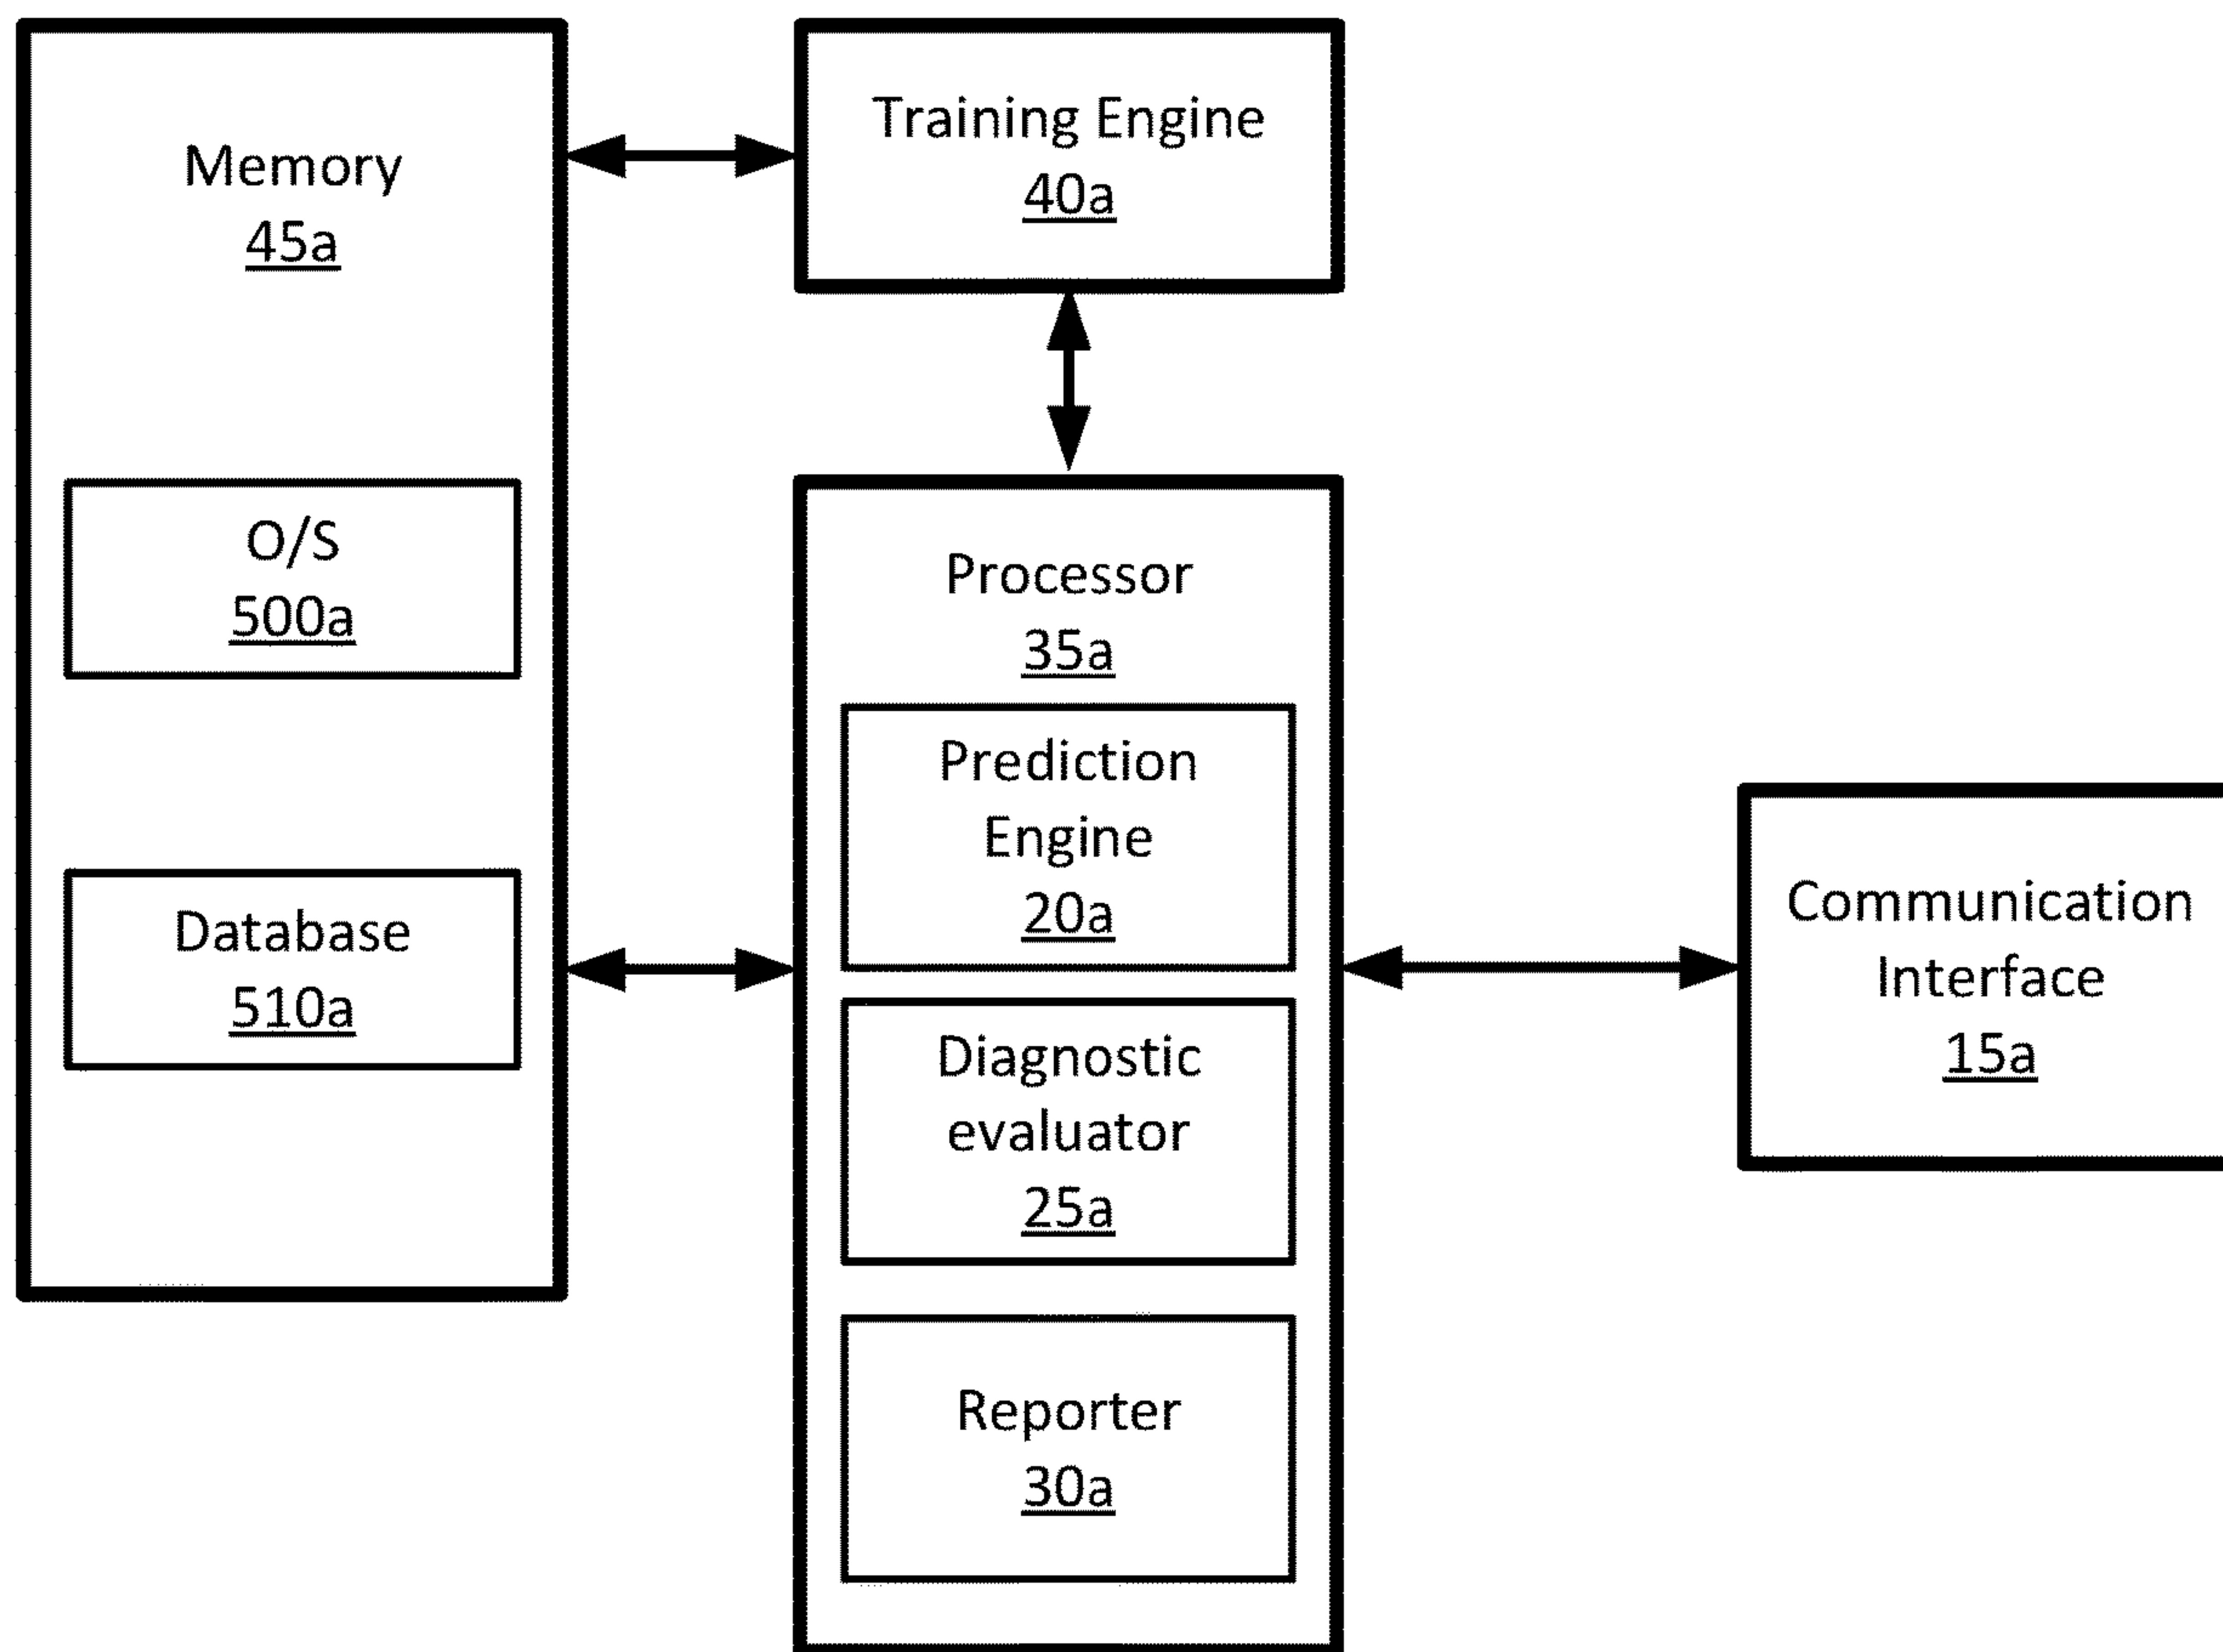 Memory
45a
O/S
500a
Database
510a
Training Engine
40a
Processor
35a
Prediction
Engine
20a
Diagnostic
evaluator
25a
Reporter
30a
Communication
Interface
15a